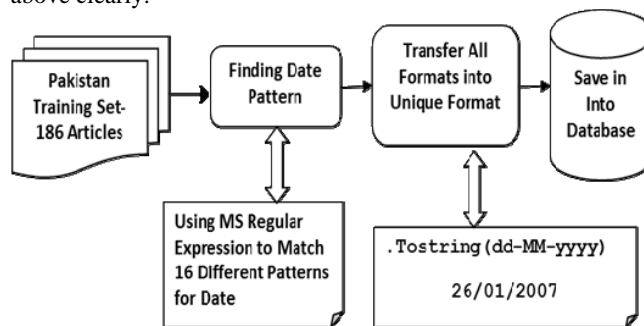 above clearly.
Pakistan
Training Set-
186 Articles
Finding Date
Pattern
Transfer All
Formats into
Unique Format
Save in
Into
Database
Using MS Regular
Expression to Match
16 Different Patterns
for Date
.Tostring(dd-MM-yyyy)
26/01/2007